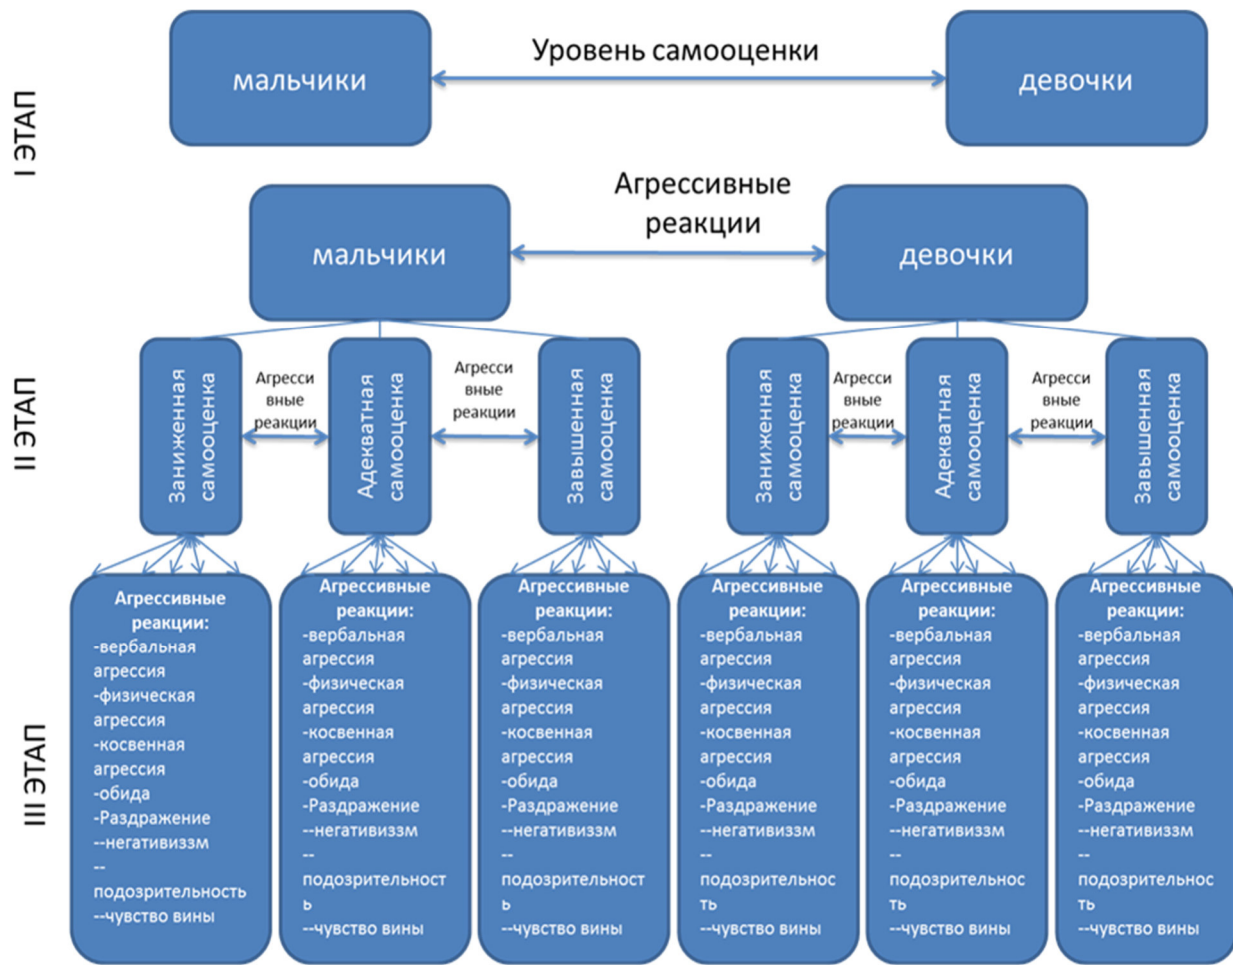 I ЭТАП
мальчики
Уровень самооценки
девочки
мальчики
Агрессивные
реакции
девочки
II ЭТАП
Заниженная
самооценка
Агресси
вные
реакции
Адекватная
самооценка
Агресси
вные
реакции
Завышенная
самооценка
Заниженная
самооценка
Агресси
вные
реакции
Адекватная
самооценка
Агресси
вные
реакции
Завышенная
самооценка
III ЭТАП
Агрессивные
реакции:
-вербальная
агрессия
-физическая
агрессия
-косвенная
агрессия
-обида
-Раздражение
--негативиззм
--
подозрительность
--чувство вины
Агрессивные
реакции:
-вербальная
агрессия
-физическая
агрессия
-косвенная
агрессия
-обида
-Раздражение
--негативиззм
--
подозрительност
ь
--чувство вины
Агрессивные
реакции:
-вербальная
агрессия
-физическая
агрессия
-косвенная
агрессия
-обида
-Раздражение
--негативиззм
--
подозрительност
ь
--чувство вины
Агрессивные
реакции:
-вербальная
агрессия
-физическая
агрессия
-косвенная
агрессия
-обида
-Раздражение
--негативиззм
--
подозрительнос
ть
--чувство вины
Агрессивные
реакции:
-вербальная
агрессия
-физическая
агрессия
-косвенная
агрессия
-обида
-Раздражение
--негативиззм
--
подозрительнос
ть
--чувство вины
Агрессивные
реакции:
-вербальная
агрессия
-физическая
агрессия
-косвенная
агрессия
-обида
-Раздражение
--негативиззм
--
подозрительнос
ть
--чувство вины